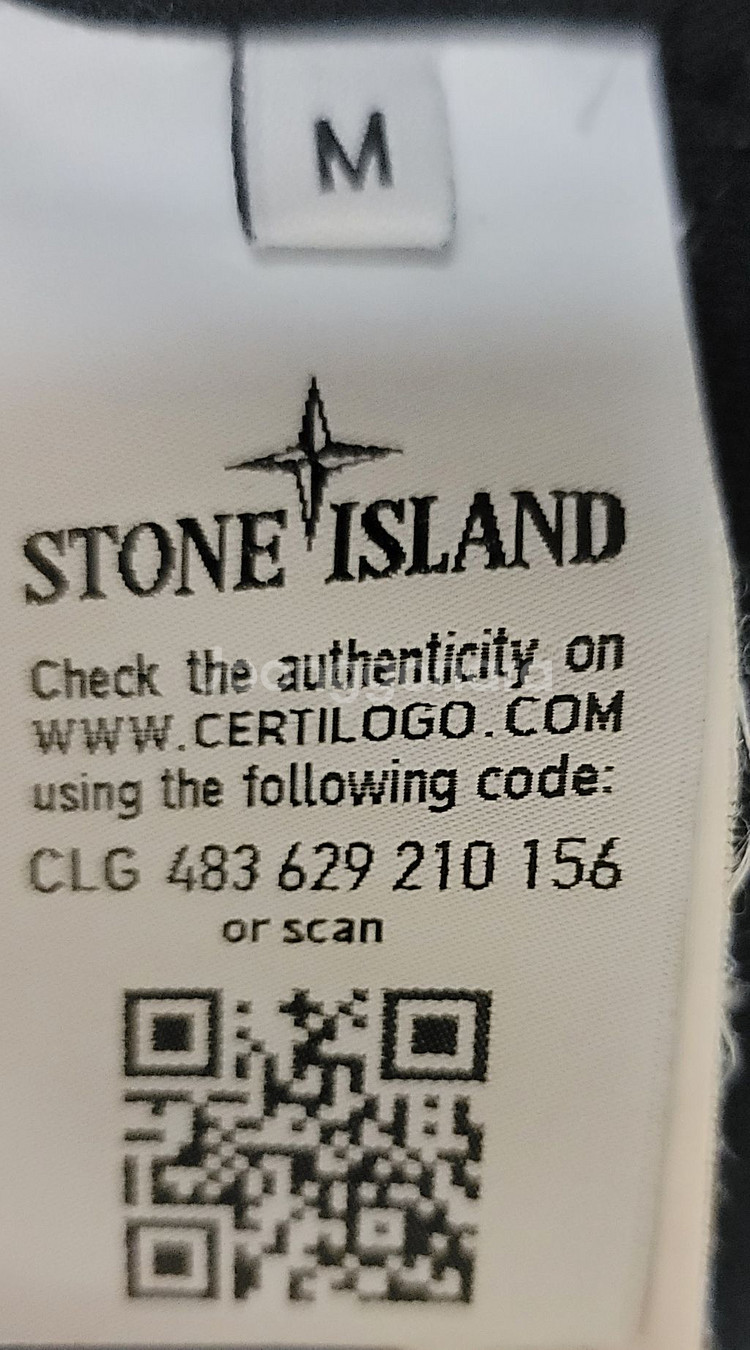 M
STONE ISLAND
Check the authenticity on
WWW.CERTILOGO.COM
using the following code:
CLG 483 629 210 156
or scan